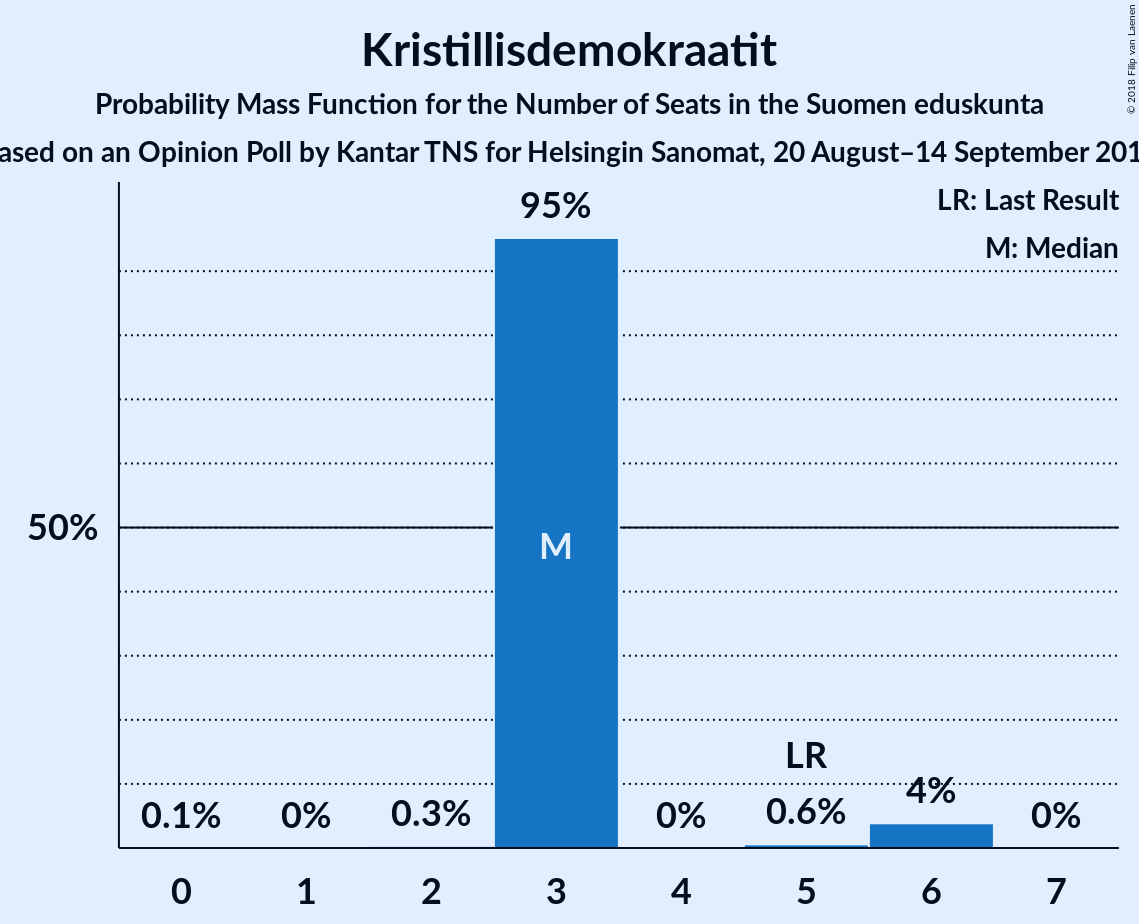 Kristillisdemokraatit
Probability Mass Function for the Number of Seats in the Suomen eduskunta
ased on an Opinion Poll by Kantar TNS for Helsingin Sanomat, 20 August–14 September 201
© 2018 Filip van Laenen
LR: Last Result
M: Median
95%
50%
M
LR
0.1%
0%
0.3%
0%
0.6%
4%
0%
0 1 2 3 4 5 6 7